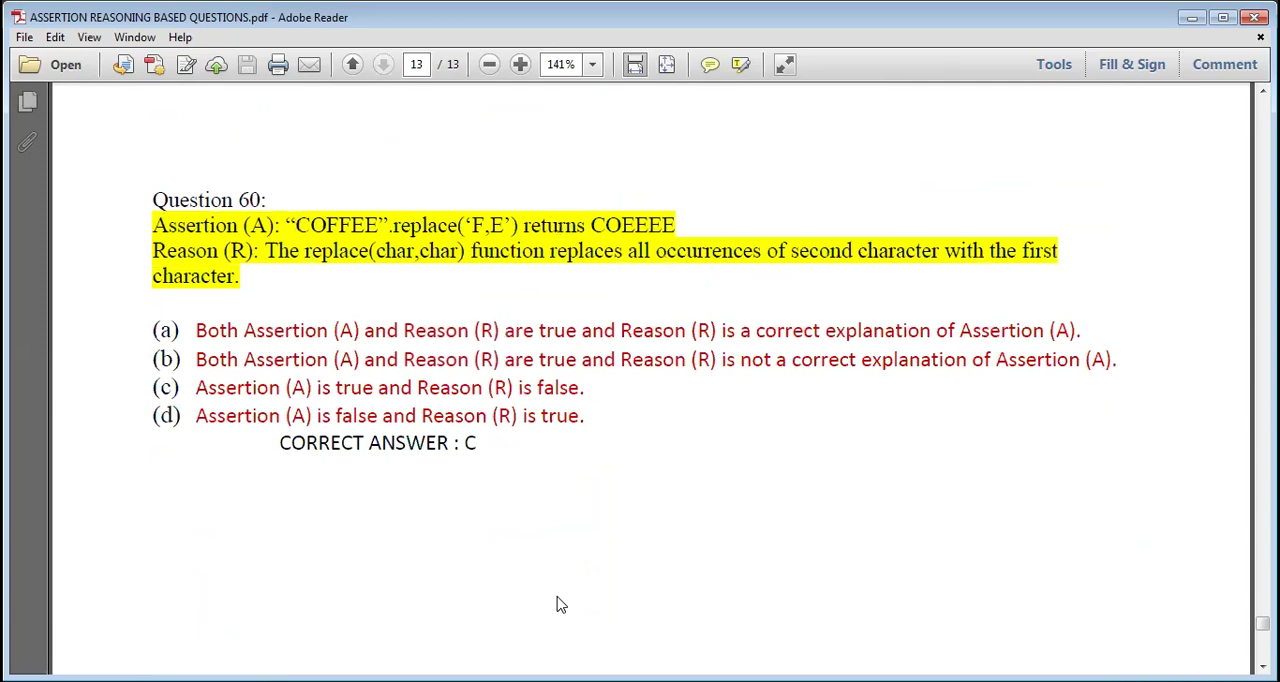 ASSERTION REASONING BASED QUESTIONS.pdf - Adobe Reader
File Edit View Window Help
Open 13 / 13 141% Tools Fill & Sign Comment
Question 60:
Assertion (A): “COFFEE”.replace(‘F,E’) returns COEEEE
Reason (R): The replace(char,char) function replaces all occurrences of second character with the first
character.
(a) Both Assertion (A) and Reason (R) are true and Reason (R) is a correct explanation of Assertion (A).
(b) Both Assertion (A) and Reason (R) are true and Reason (R) is not a correct explanation of Assertion (A).
(c) Assertion (A) is true and Reason (R) is false.
(d) Assertion (A) is false and Reason (R) is true.
CORRECT ANSWER : C